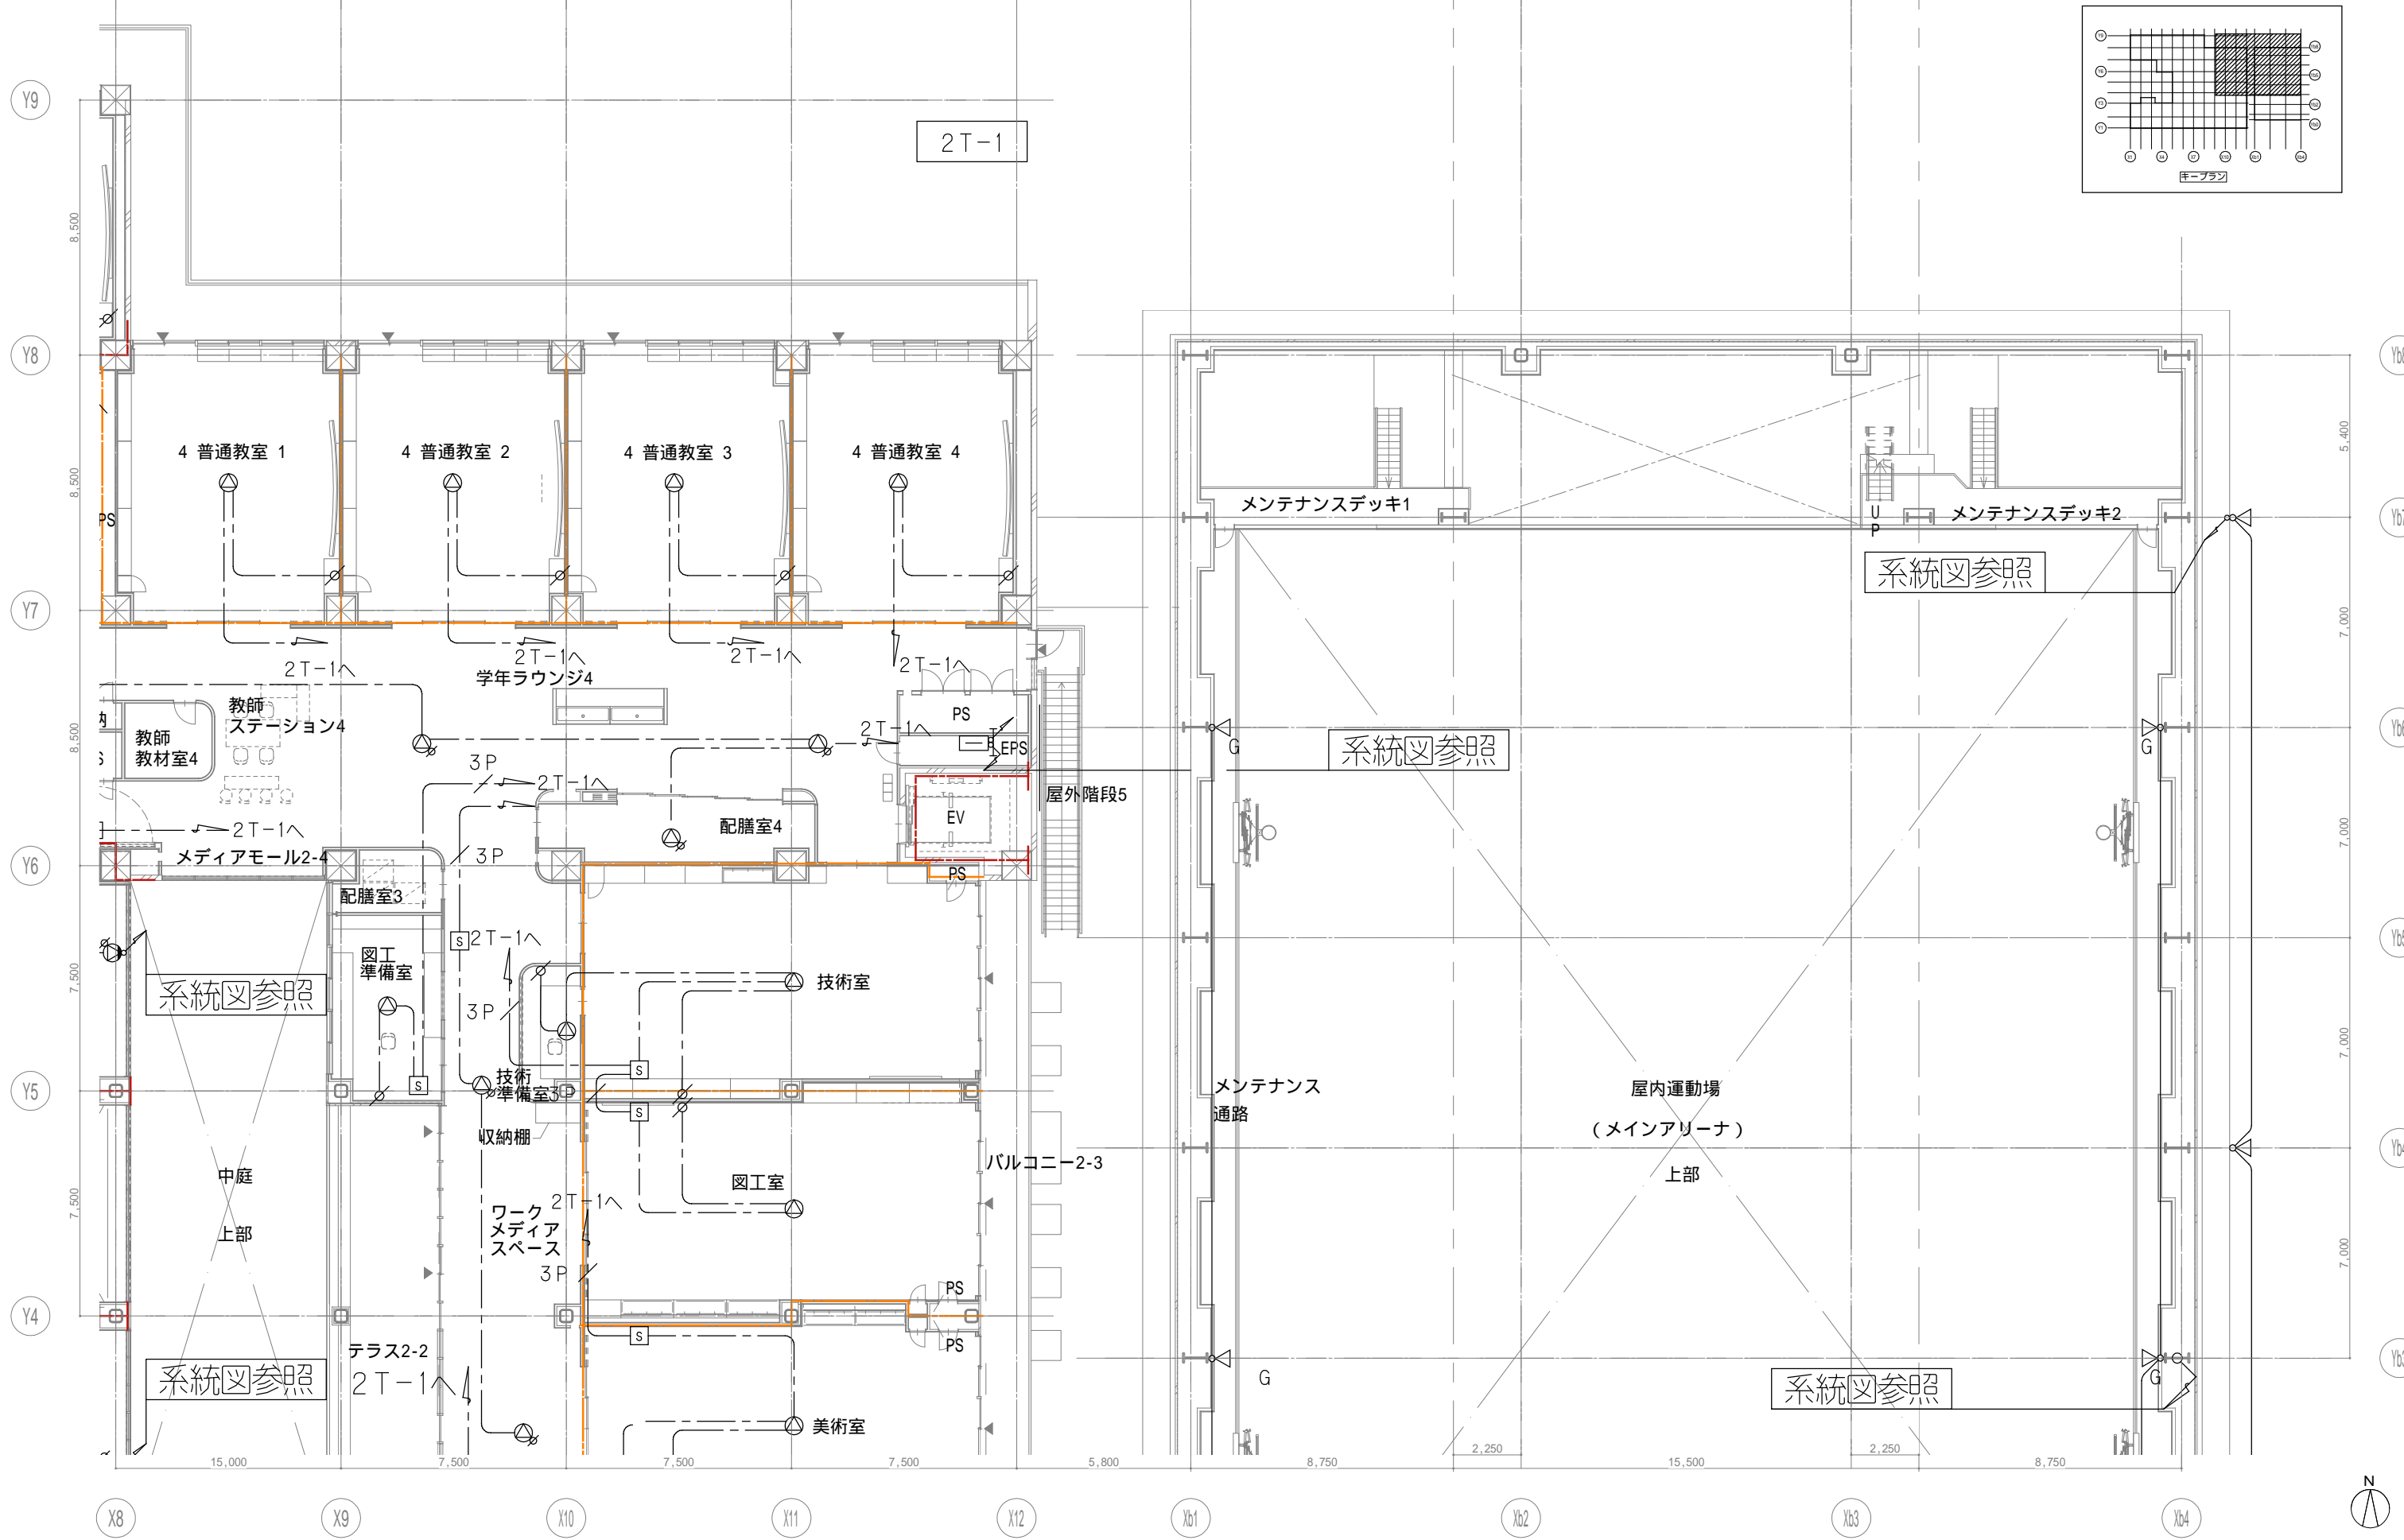 2T-1
キープラン
Y9
Y8
Y7
Y6
Y5
Y4
8,500
8,500
8,500
7,500
7,500
4 普通教室 1
4 普通教室 2
4 普通教室 3
4 普通教室 4
PS
2T-1へ
2T-1へ
2T-1へ
2T-1へ
学年ラウンジ4
教師
ステーション4
教師
教材室4
2T-1へ
PS
EPS
3P
2T-1へ
2T-1へ
メディアモール2-4
3P
配膳室4
EV
屋外階段5
PS
配膳室3
S
2T-1へ
図工
準備室
系統図参照
3P
技術室
S
S
技術
準備室3
S
収納棚
中庭
上部
図工室
バルコニー2-3
2T-1へ
ワーク
メディア
スペース
3P
PS
PS
S
テラス2-2
2T-1へ
系統図参照
美術室
メンテナンスデッキ1
UP
メンテナンスデッキ2
系統図参照
系統図参照
G
G
メンテナンス
通路
屋内運動場
(メインアリーナ)
上部
G
G
系統図参照
5,400
7,000
7,000
7,000
7,000
15,000
7,500
7,500
7,500
5,800
8,750
2,250
15,500
2,250
8,750
X8
X9
X10
X11
X12
Xb1
Xb2
Xb3
Xb4
N